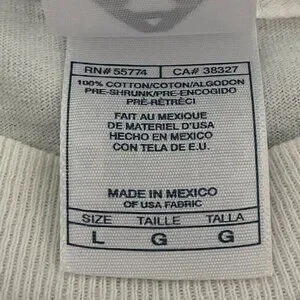 RN# 55774 CA# 38327
100% COTTON/COTON/ALGODON
PRE-SHRUNK/PRE-ENCOGIDO
PRÉ-RÉTRÉCI
FAIT AU MEXIQUE
DE MATERIEL D'USA
HECHO EN MEXICO
CON TELA DE E.U.
MADE IN MEXICO
OF USA FABRIC
SIZE TAILLE TALLA
L G G